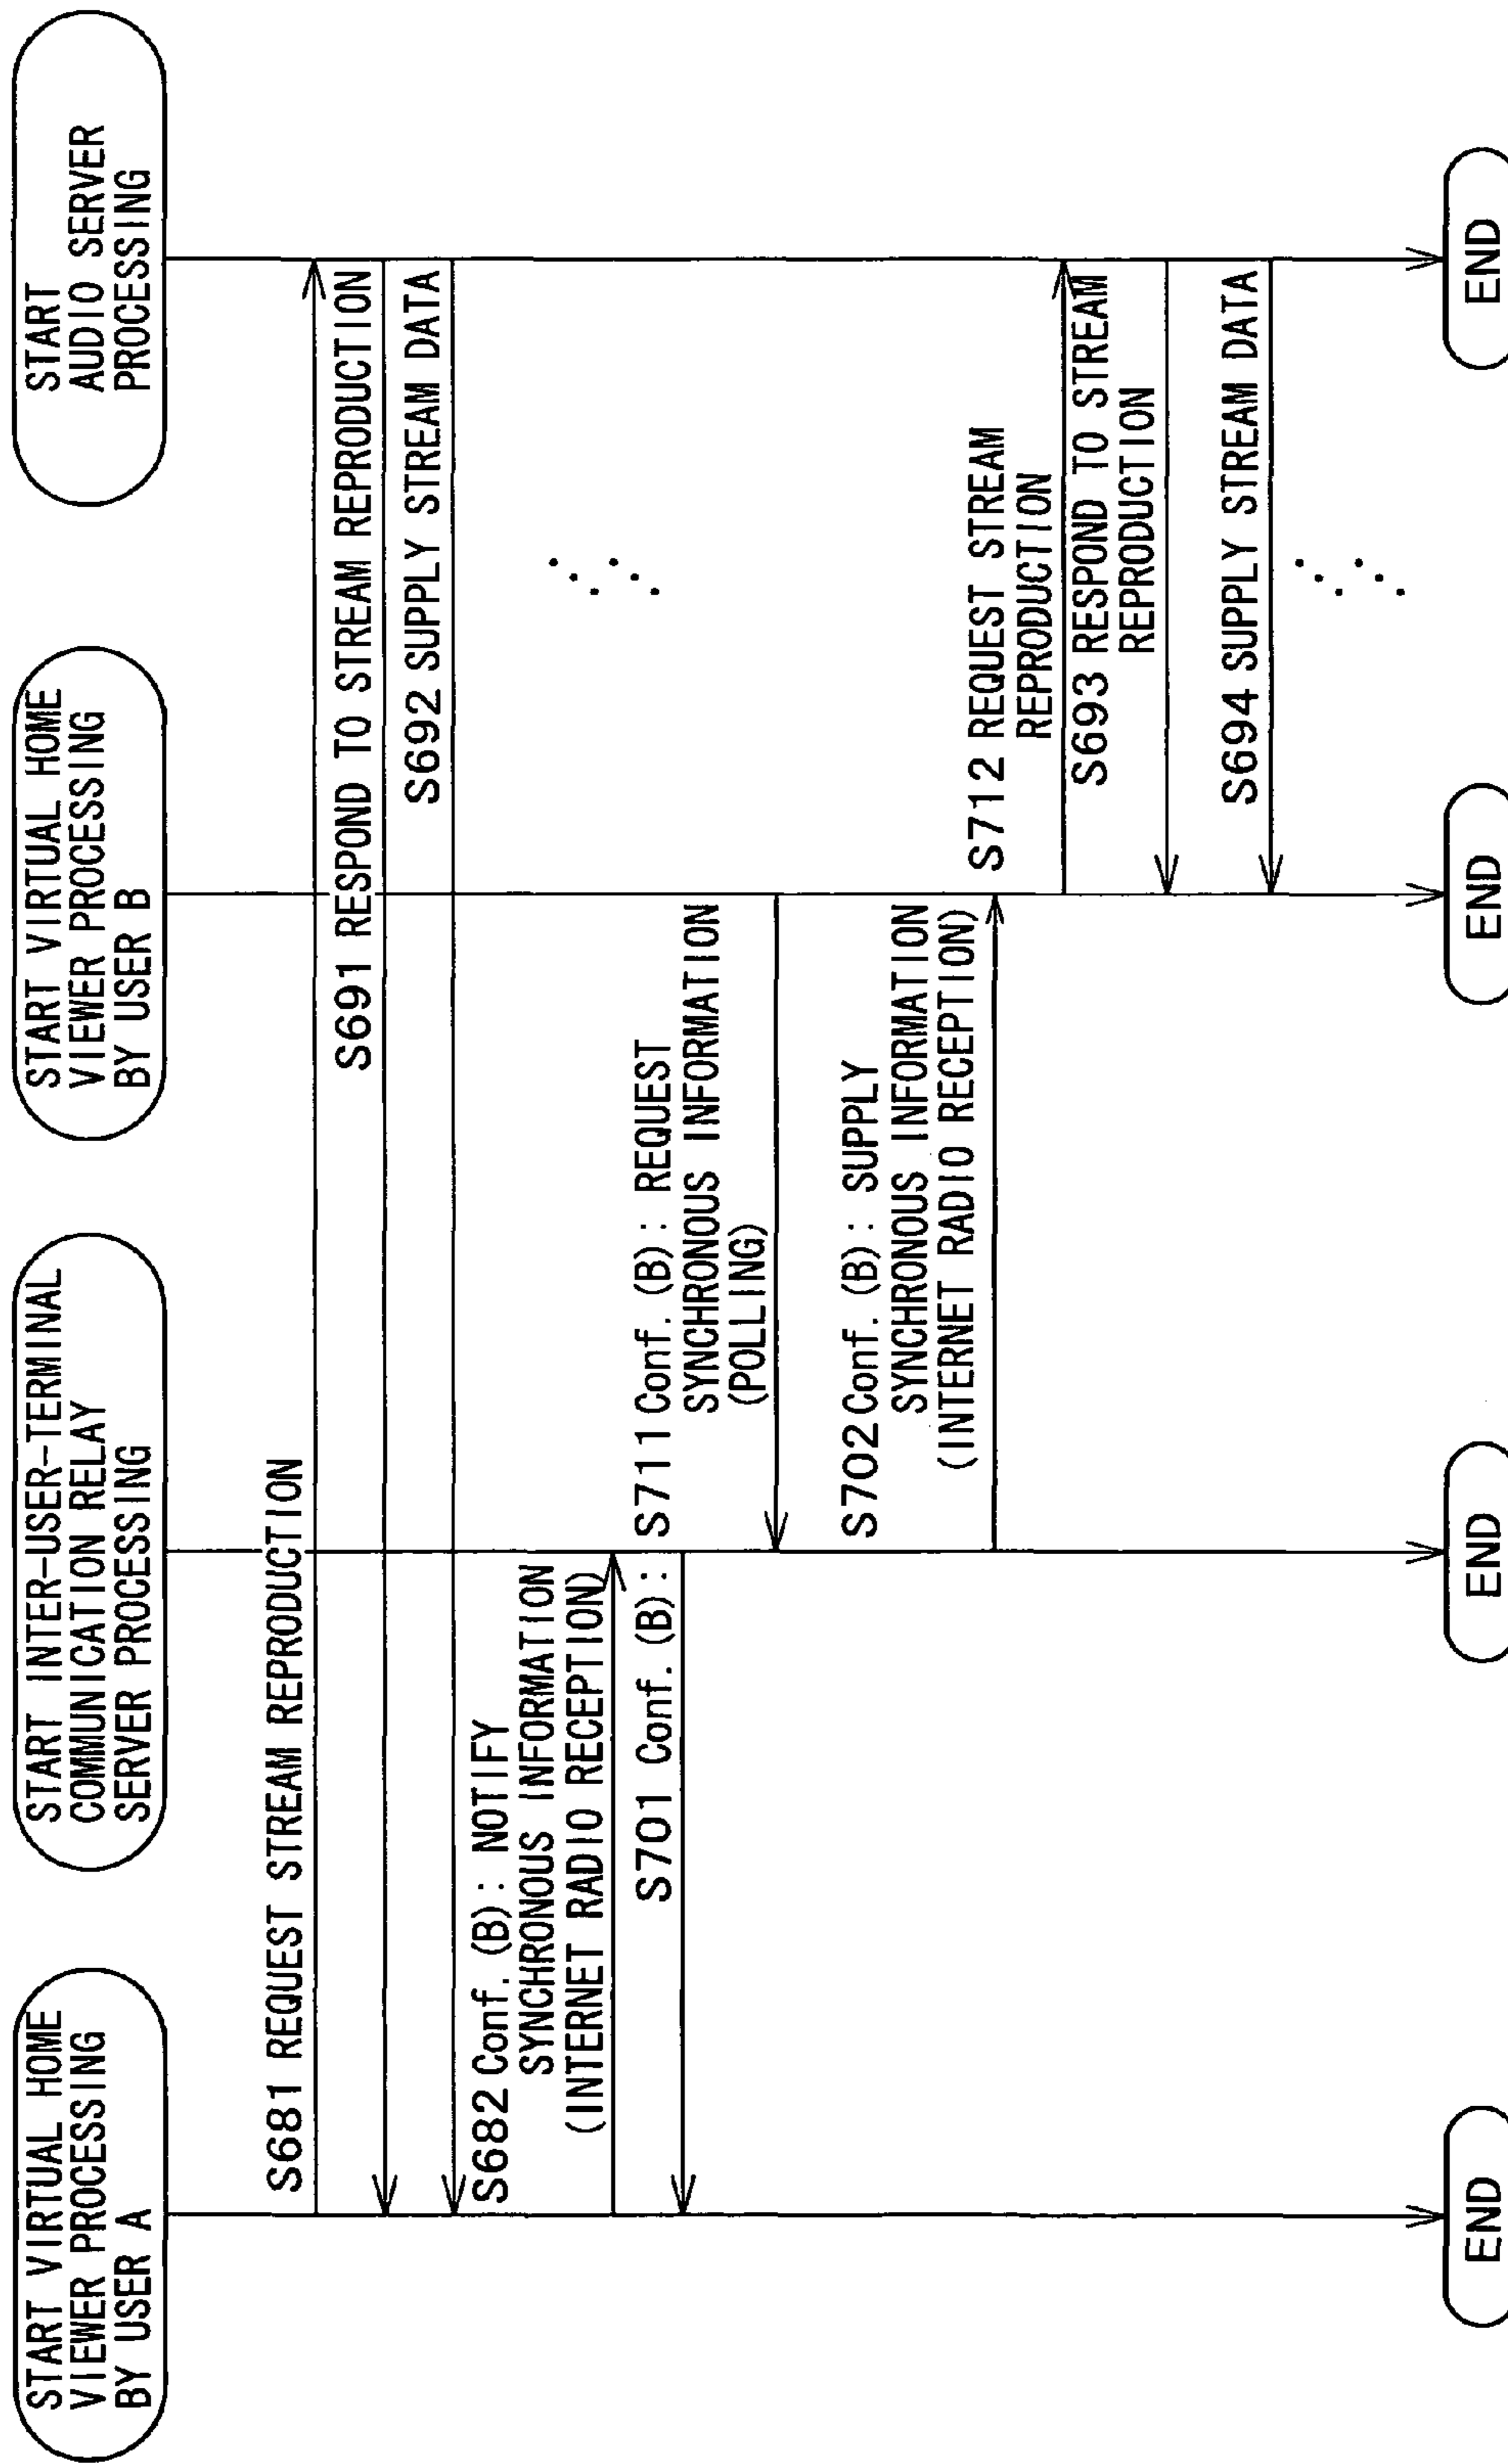 START VIRTUAL HOME
VIEWER PROCESSING
BY USER A
START INTER-USER-TERMINAL
COMMUNICATION RELAY
SERVER PROCESSING
START VIRTUAL HOME
VIEWER PROCESSING
BY USER B
START
AUDIO SERVER
PROCESSING
S681 REQUEST STREAM REPRODUCTION
S691 RESPOND TO STREAM REPRODUCTION
S692 SUPPLY STREAM DATA
S682 Conf. (B): NOTIFY
SYNCHRONOUS INFORMATION
(INTERNET RADIO RECEPTION)
S701 Conf. (B):
S711 Conf. (B): REQUEST
SYNCHRONOUS INFORMATION
(POLLING)
S702 Conf. (B): SUPPLY
SYNCHRONOUS INFORMATION
(INTERNET RADIO RECEPTION)
S712 REQUEST STREAM
REPRODUCTION
S693 RESPOND TO STREAM
REPRODUCTION
S694 SUPPLY STREAM DATA
END
END
END
END